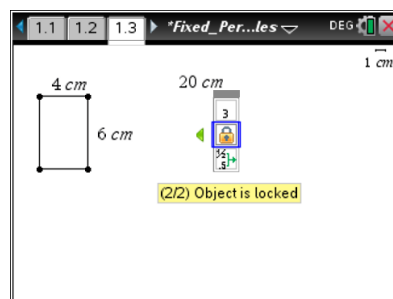 1.1 1.2 1.3 *Fixed_Per...les DEG
1 cm
4 cm 20 cm
3
6 cm
½ .5
(2/2) Object is locked